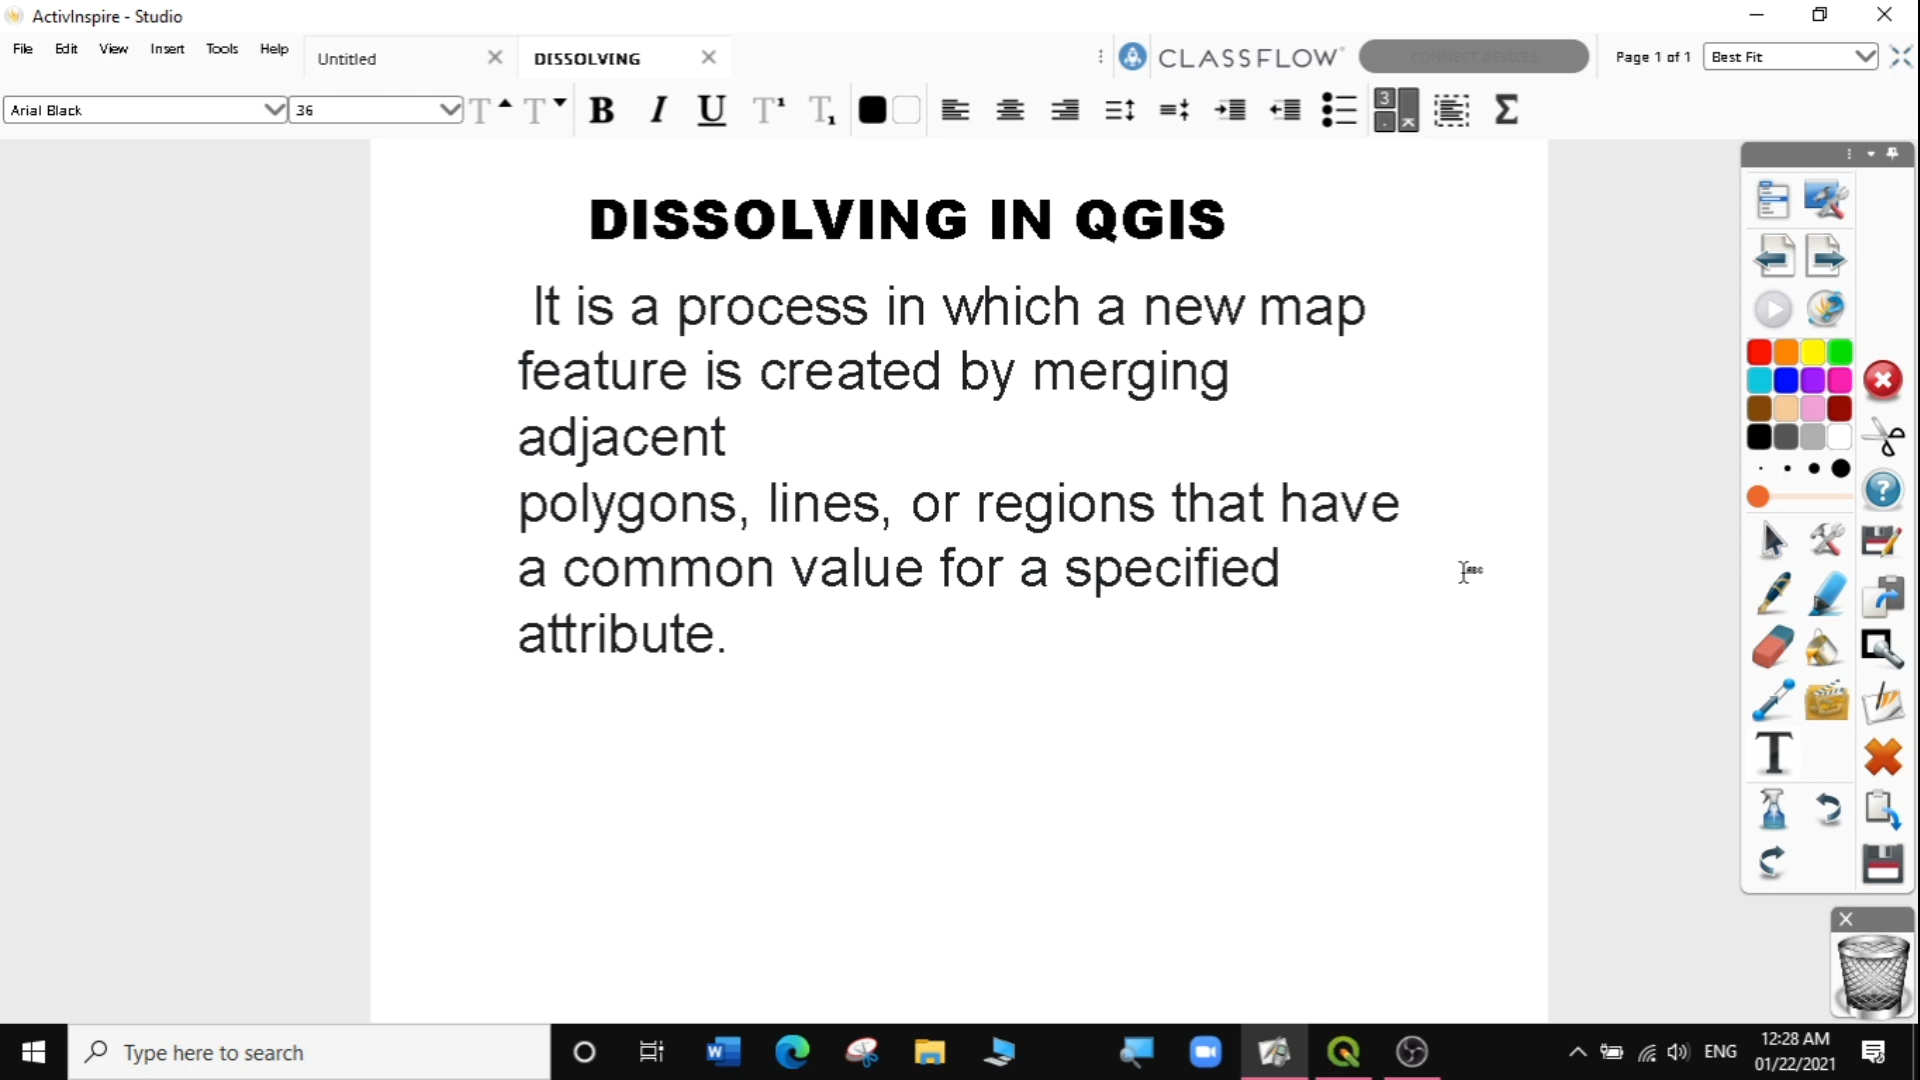 ActivInspire - Studio
File Edit View Insert Tools Help
Untitled
DISSOLVING
CLASSFLOW
CONNECT DEVICES
Page 1 of 1
Best Fit
Arial Black
36
DISSOLVING IN QGIS
It is a process in which a new map
feature is created by merging
adjacent
polygons, lines, or regions that have
a common value for a specified
attribute.
Type here to search
ENG
12:28 AM
01/22/2021